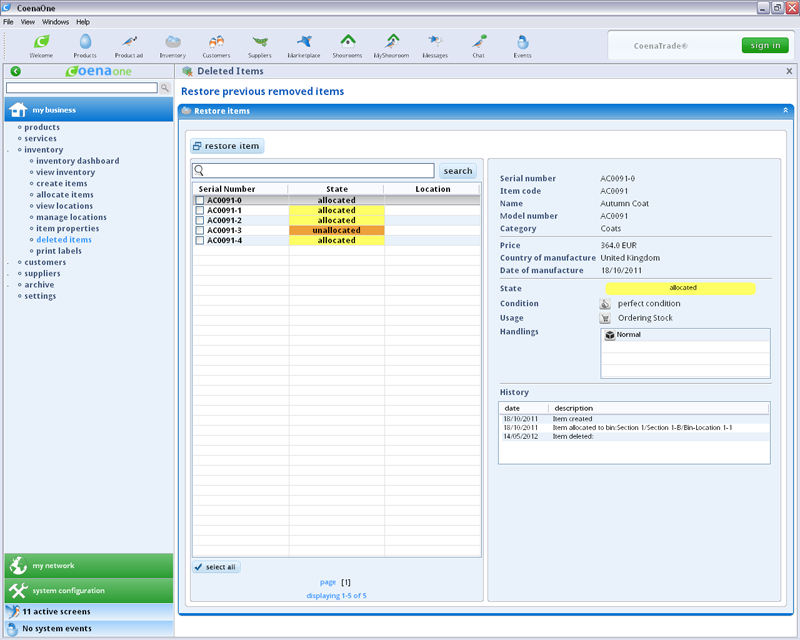 CoenaOne
File View Windows Help
Welcome Products Product ad Inventory Customers Suppliers Marketplace Showrooms MyShowroom Messages Chat Events
CoenaTrade®
sign in
Coenaone
Deleted Items
X
Restore previous removed items
my business
Restore items
products
services
inventory
inventory dashboard
view inventory
create items
allocate items
view locations
manage locations
item properties
deleted items
print labels
customers
suppliers
archive
settings
restore item
search
Serial Number State Location
AC0091-0 allocated
AC0091-1 allocated
AC0091-2 allocated
AC0091-3 unallocated
AC0091-4 allocated
select all
page [1]
displaying 1-5 of 5
Serial number AC0091-0
Item code AC0091
Name Autumn Coat
Model number AC0091
Category Coats
Price 364.0 EUR
Country of manufacture United Kingdom
Date of manufacture 18/10/2011
State allocated
Condition perfect condition
Usage Ordering Stock
Handlings Normal
History
date description
18/10/2011 Item created
18/10/2011 Item allocated to bin:Section 1/Section 1-B/Bin-Location 1-1
14/05/2012 Item deleted:
my network
system configuration
11 active screens
No system events